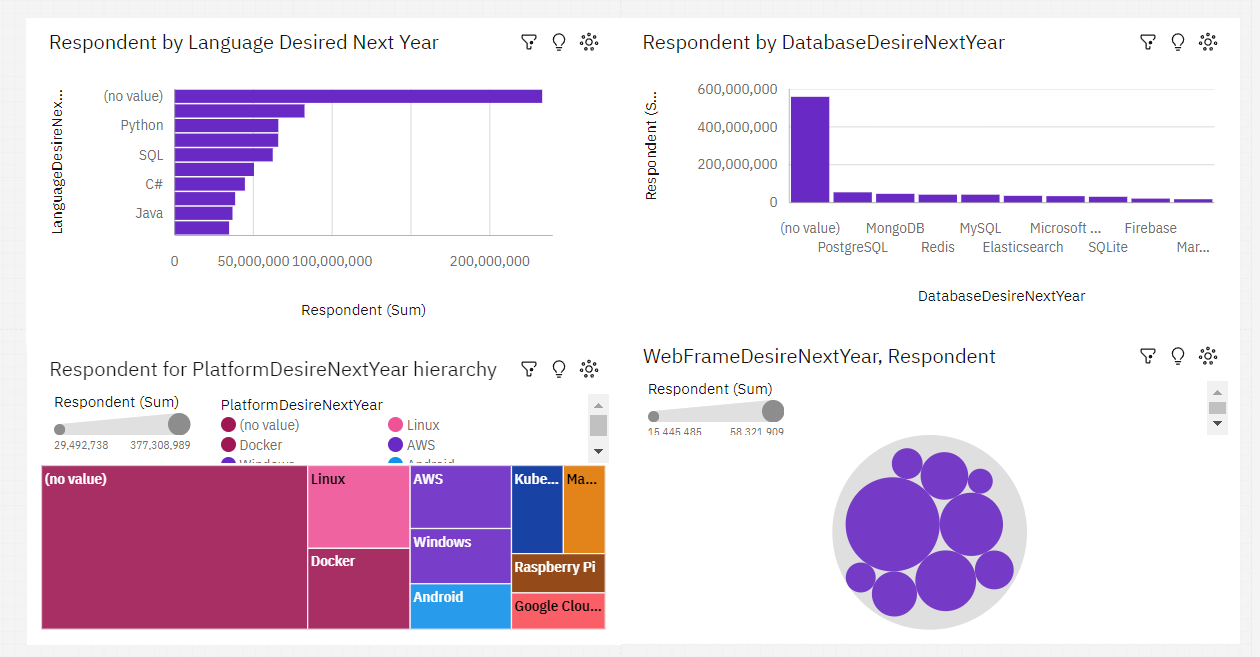 Respondent by Language Desired Next Year
LanguageDesireNex...
(no value)
Python
SQL
C#
Java
0
50,000,000
100,000,000
200,000,000
Respondent (Sum)
Respondent by DatabaseDesireNextYear
Respondent (S...
600,000,000
400,000,000
200,000,000
0
(no value)
MongoDB
MySQL
Microsoft ...
Firebase
PostgreSQL
Redis
Elasticsearch
SQLite
Mar...
DatabaseDesireNextYear
Respondent for PlatformDesireNextYear hierarchy
Respondent (Sum)
29,492,738
377,308,989
PlatformDesireNextYear
(no value)
Linux
Docker
AWS
Windows
Android
(no value)
Linux
Docker
AWS
Windows
Android
Kube...
Ma...
Raspberry Pi
Google Clou...
WebFrameDesireNextYear, Respondent
Respondent (Sum)
15,445,485
58,321,909